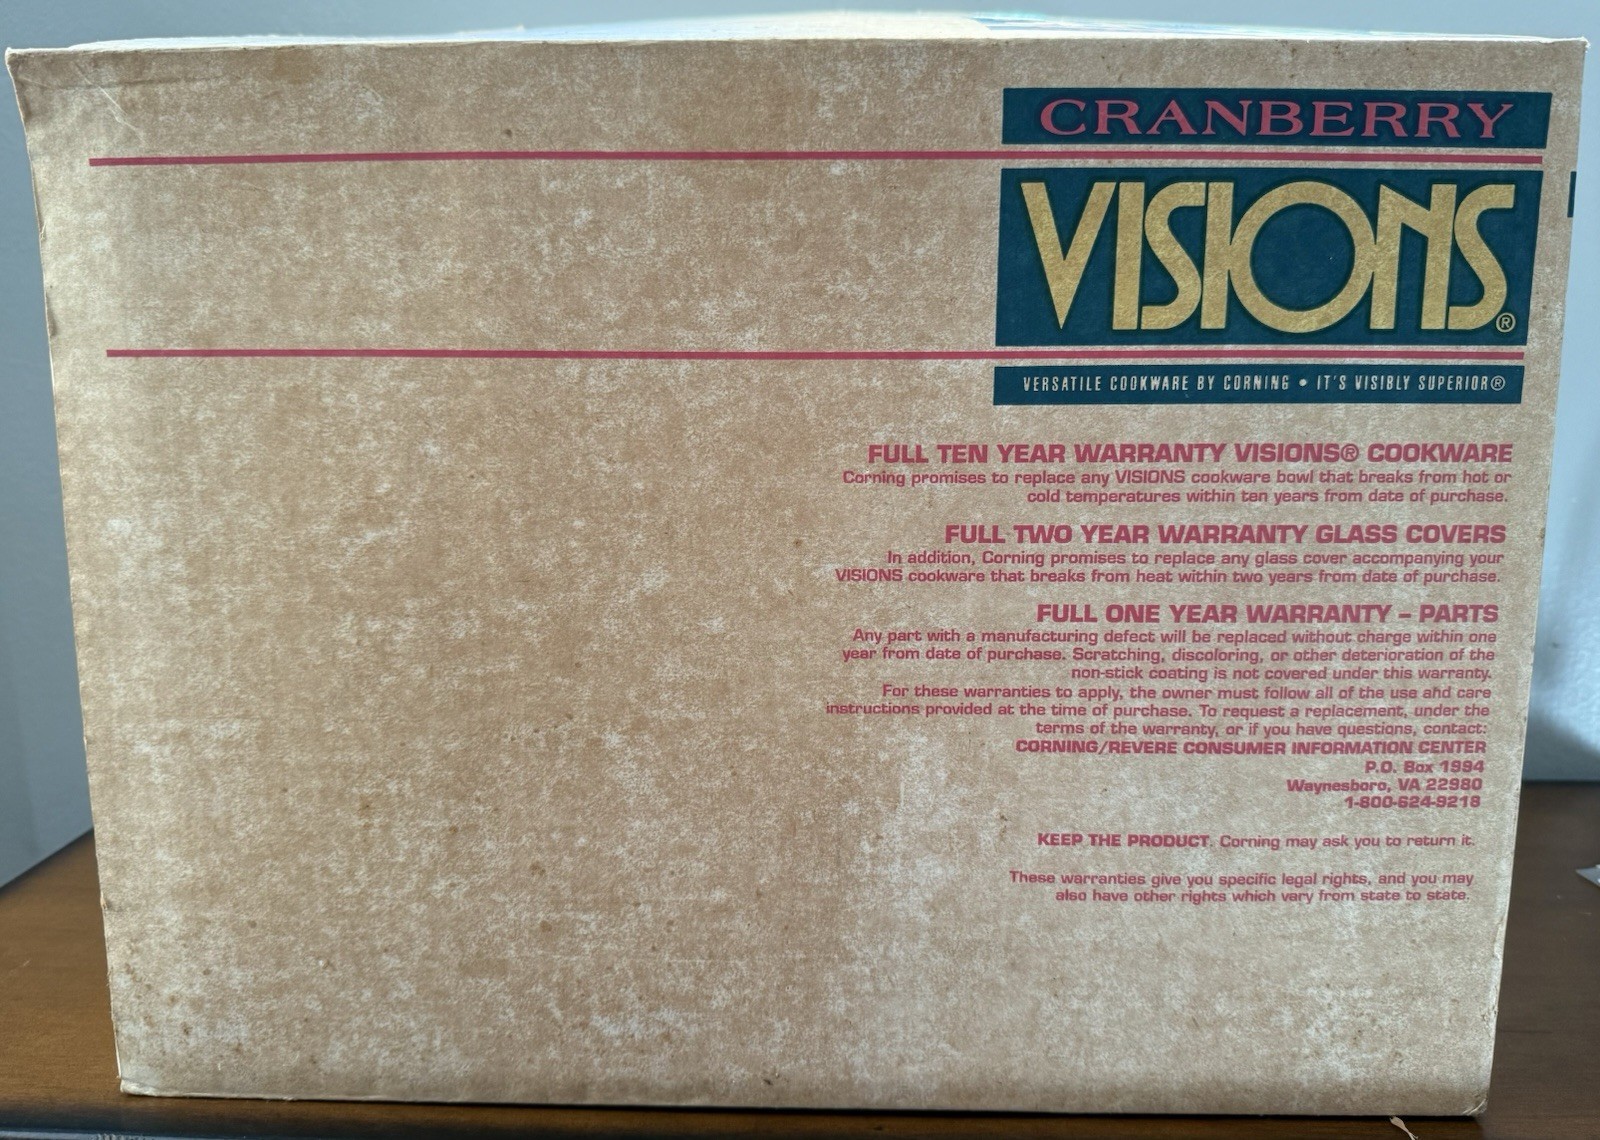 CRANBERRY
VISIONS®
VERSATILE COOKWARE BY CORNING • IT'S VISIBLY SUPERIOR®
FULL TEN YEAR WARRANTY VISIONS® COOKWARE
Corning promises to replace any VISIONS cookware bowl that breaks from hot or
cold temperatures within ten years from date of purchase.
FULL TWO YEAR WARRANTY GLASS COVERS
In addition, Corning promises to replace any glass cover accompanying your
VISIONS cookware that breaks from heat within two years from date of purchase.
FULL ONE YEAR WARRANTY – PARTS
Any part with a manufacturing defect will be replaced without charge within one
year from date of purchase. Scratching, discoloring, or other deterioration of the
non-stick coating is not covered under this warranty.
For these warranties to apply, the owner must follow all of the use and care
instructions provided at the time of purchase. To request a replacement, under the
terms of the warranty, or if you have questions, contact:
CORNING/REVERE CONSUMER INFORMATION CENTER
P.O. Box 1994
Waynesboro, VA 22980
1-800-624-9218
KEEP THE PRODUCT. Corning may ask you to return it.
These warranties give you specific legal rights, and you may
also have other rights which vary from state to state.